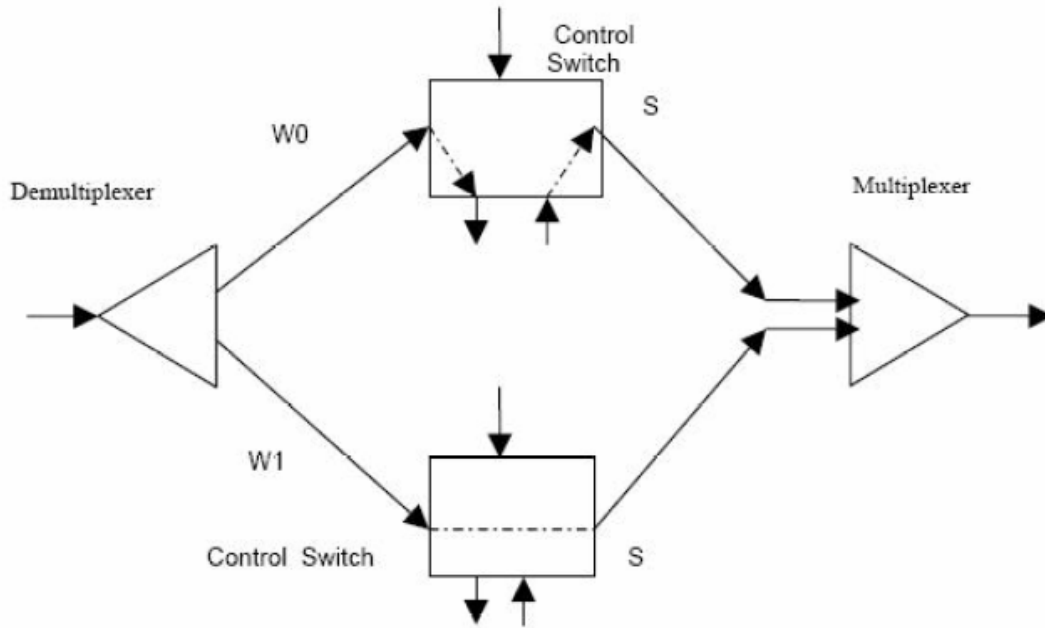 Control
Switch
S
W0
Demultiplexer
Multiplexer
W1
Control Switch
S